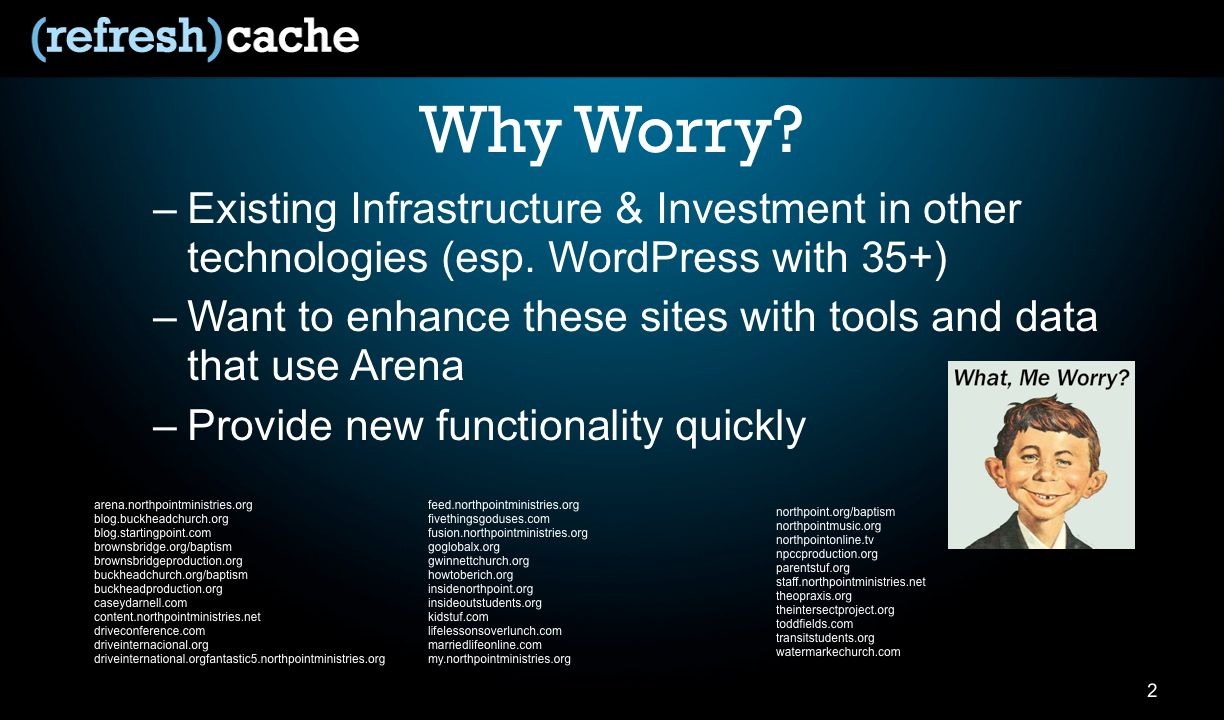 (refresh)cache
Why Worry?
– Existing Infrastructure & Investment in other
technologies (esp. WordPress with 35+)
– Want to enhance these sites with tools and data
that use Arena
– Provide new functionality quickly
What, Me Worry?
arena.northpointministries.org
blog.buckheadchurch.org
blog.startingpoint.com
brownsbridge.org/baptism
brownsbridgeproduction.org
buckheadchurch.org/baptism
buckheadproduction.org
caseydarnell.com
content.northpointministries.net
driveconference.com
driveinternacional.org
driveinternational.orgfantastic5.northpointministries.org
feed.northpointministries.org
fivethingsgoduses.com
fusion.northpointministries.org
goglobalx.org
gwinnettchurch.org
howtoberich.org
insidenorthpoint.org
insideoutstudents.org
kidstuf.com
lifelessonsoverlunch.com
marriedlifeonline.com
my.northpointministries.org
northpoint.org/baptism
northpointmusic.org
northpointonline.tv
npccproduction.org
parentstuf.org
staff.northpointministries.net
theopraxis.org
theintersectproject.org
toddfields.com
transitstudents.org
watermarkechurch.com
2